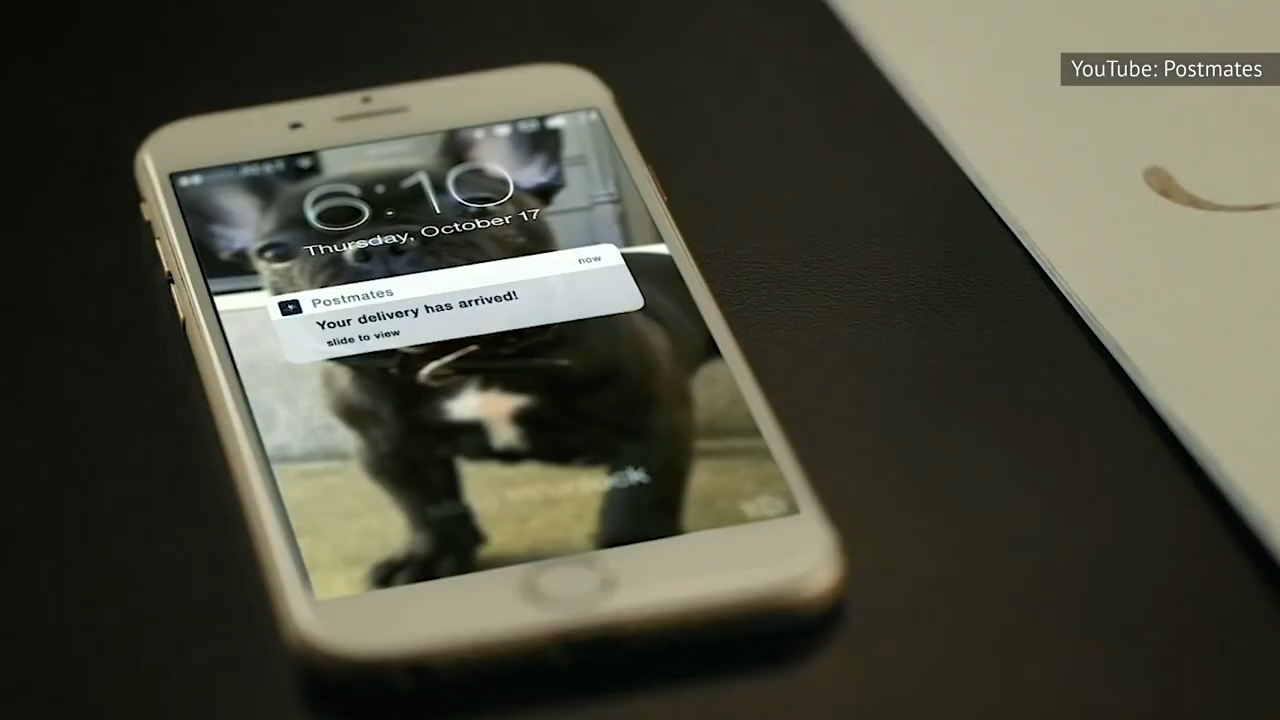 YouTube: Postmates
6:10
Thursday, October 17
now
Postmates
Your delivery has arrived!
slide to view